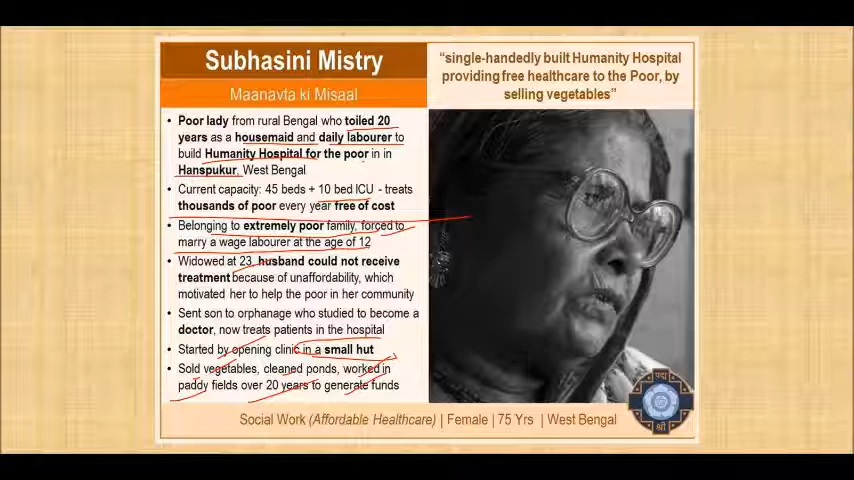 Subhasini Mistry
Maanavta ki Misaal
“single-handedly built Humanity Hospital
providing free healthcare to the Poor, by
selling vegetables”
• Poor lady from rural Bengal who toiled 20
years as a housemaid and daily labourer to
build Humanity Hospital for the poor in in
Hanspukur, West Bengal
• Current capacity: 45 beds + 10 bed ICU - treats
thousands of poor every year free of cost
• Belonging to extremely poor family, forced to
marry a wage labourer at the age of 12
• Widowed at 23, husband could not receive
treatment because of unaffordability, which
motivated her to help the poor in her community
• Sent son to orphanage who studied to become a
doctor, now treats patients in the hospital
• Started by opening clinic in a small hut
• Sold vegetables, cleaned ponds, worked in
paddy fields over 20 years to generate funds
पद्म
श्री
Social Work (Affordable Healthcare) | Female | 75 Yrs | West Bengal